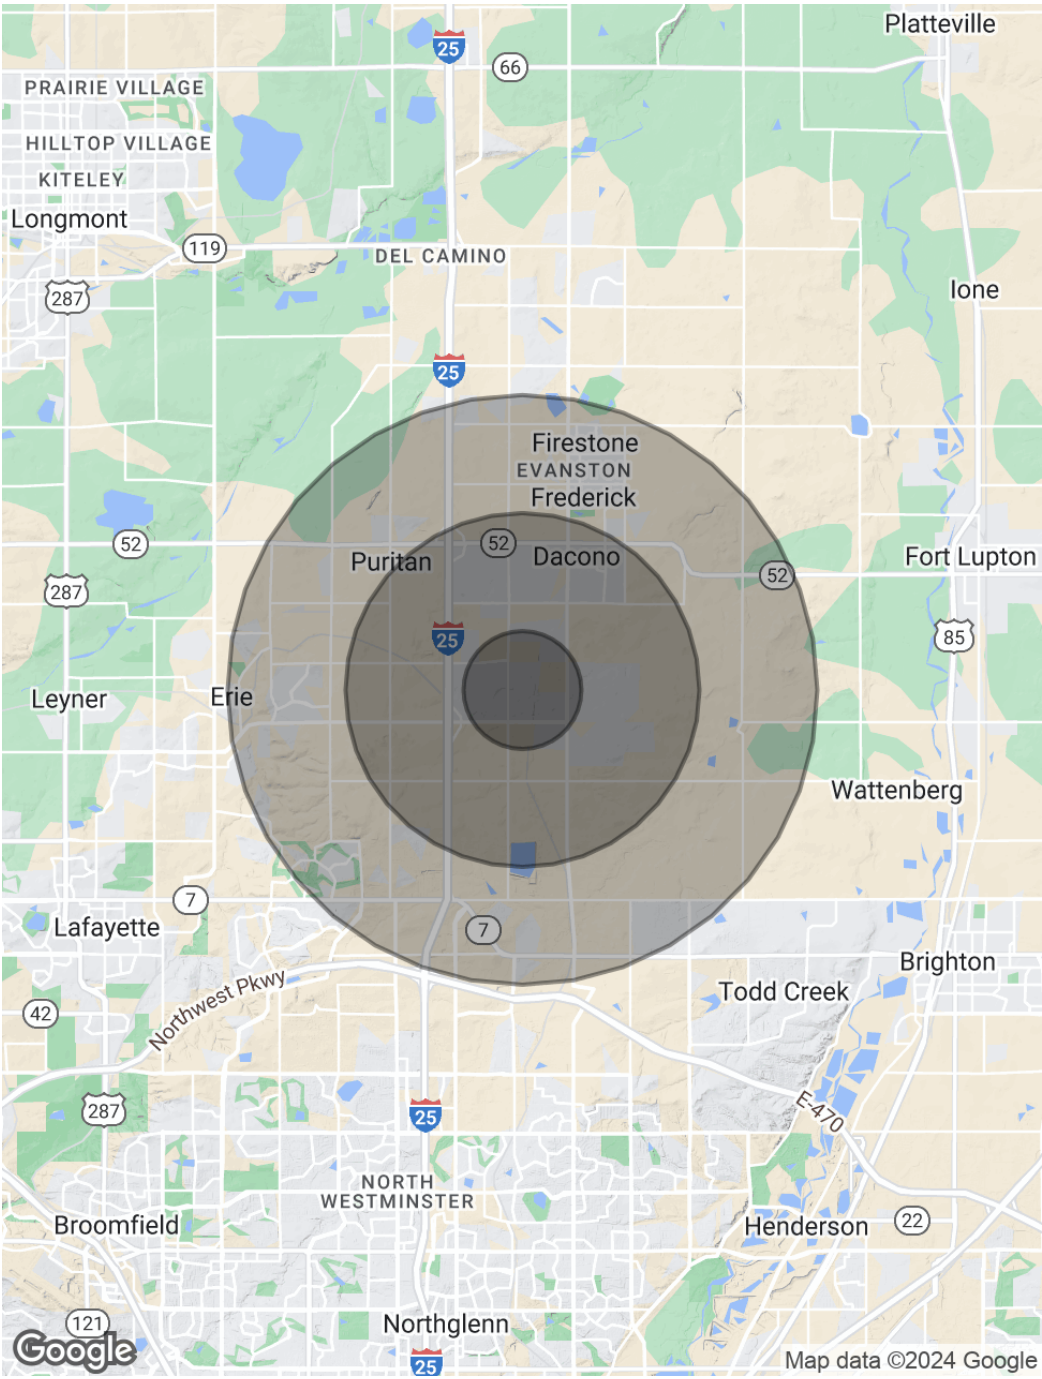 Platteville
25
66
PRAIRIE VILLAGE
HILLTOP VILLAGE
KITELEY
Longmont
119
DEL CAMINO
287
Ione
25
Firestone
EVANSTON
Frederick
52
52
Puritan
Dacono
Fort Lupton
52
287
25
85
Leyner
Erie
Wattenberg
7
Lafayette
7
Brighton
Todd Creek
Northwest Pkwy
42
287
25
E-470
NORTH
WESTMINSTER
Broomfield
Henderson
22
121
Northglenn
Google
25
Map data ©2024 Google